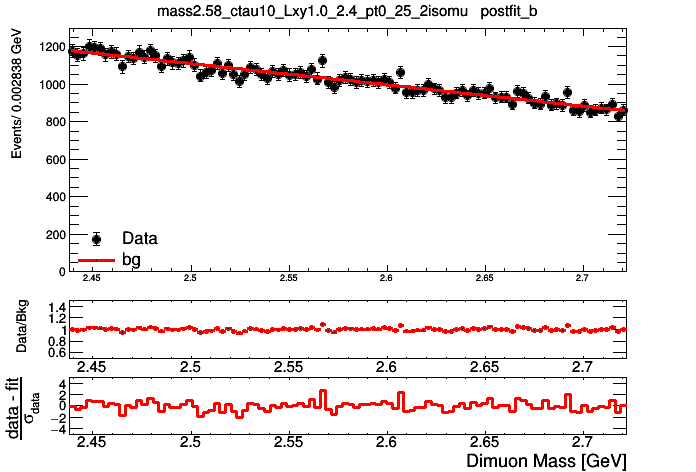 mass2.58_ctau10_Lxy1.0_2.4_pt0_25_2isomu postfit_b
Events/ 0.002838 GeV
1200
1000
800
600
400
200
0
Data
bg
2.45 2.5 2.55 2.6 2.65 2.7
Data/Bkg
1.4
1.2
1
0.8
0.6
2.45 2.5 2.55 2.6 2.65 2.7
data - fit
σdata
4
2
0
−2
−4
2.45 2.5 2.55 2.6 2.65 2.7
Dimuon Mass [GeV]